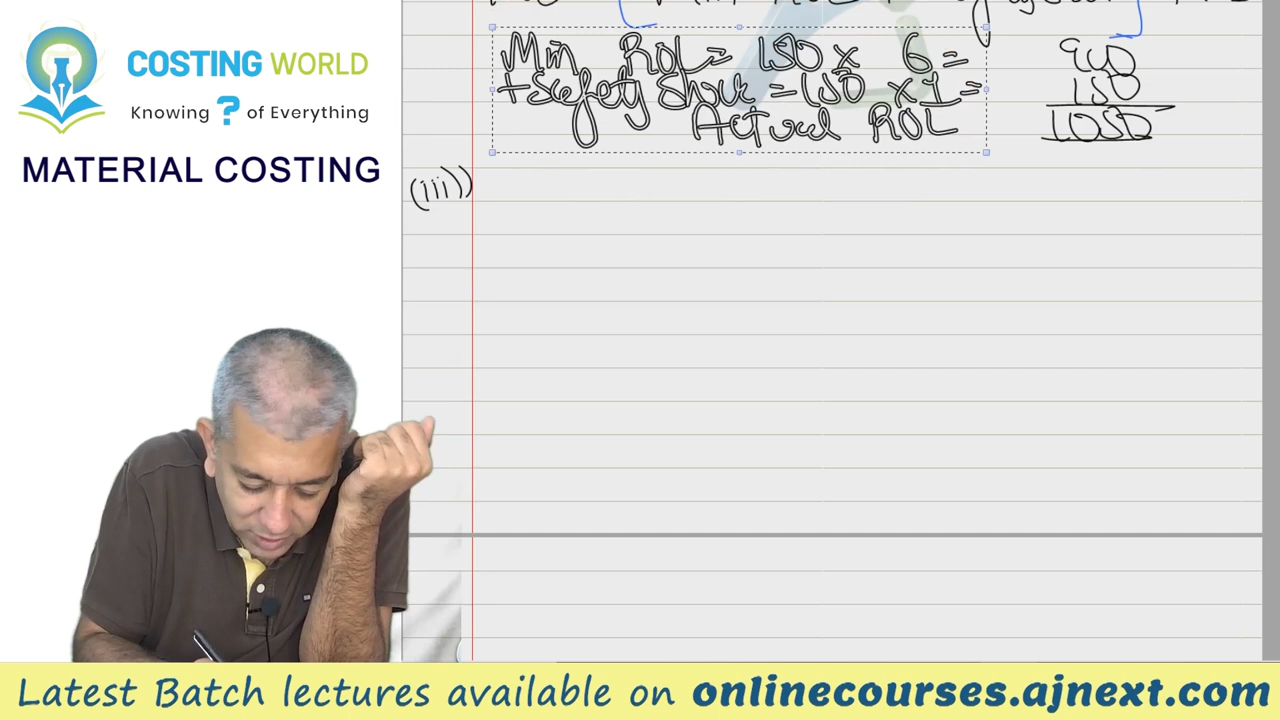 COSTING WORLD
Knowing ? of Everything
MATERIAL COSTING
Min ROL = 150 x 6 = 900
+ Safety Stock = 150 x 1 = 150
Actual ROL 1050
(iii))
Latest Batch lectures available on onlinecourses.ajnext.com